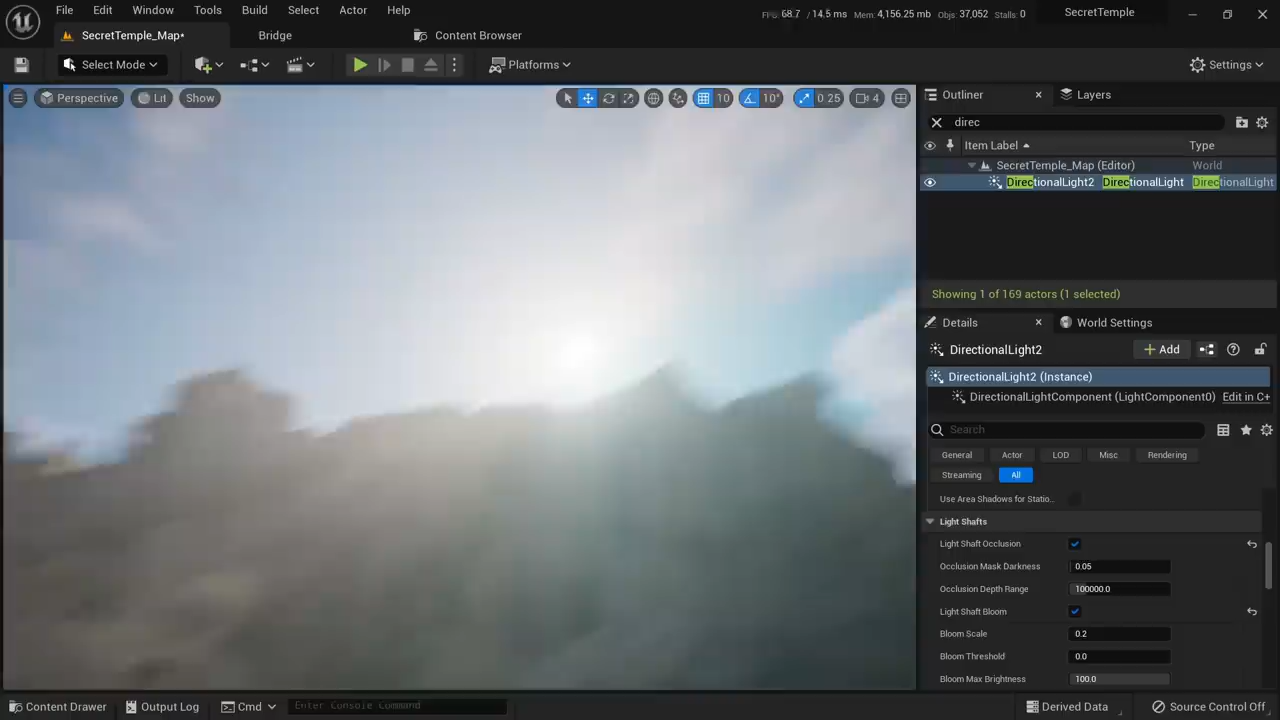 File Edit Window Tools Build Select Actor Help
FPS: 68.7 / 14.5 ms Mem: 4,156.25 mb Objs: 37,052 Stalls: 0
SecretTemple
SecretTemple_Map*
Bridge
Content Browser
Select Mode
Platforms
Settings
Perspective
Lit
Show
10
10°
0.25
4
Outliner
Layers
direc
Item Label
Type
SecretTemple_Map (Editor)
World
DirectionalLight2
DirectionalLight
DirectionalLight
Showing 1 of 169 actors (1 selected)
Details
World Settings
DirectionalLight2
Add
DirectionalLight2 (Instance)
DirectionalLightComponent (LightComponent0)
Edit in C+
Search
General
Actor
LOD
Misc
Rendering
Streaming
All
Use Area Shadows for Statio..
Light Shafts
Light Shaft Occlusion
Occlusion Mask Darkness
0.05
Occlusion Depth Range
100000.0
Light Shaft Bloom
Bloom Scale
0.2
Bloom Threshold
0.0
Bloom Max Brightness
100.0
Content Drawer
Output Log
Cmd
Enter Console Command
Derived Data
Source Control Off